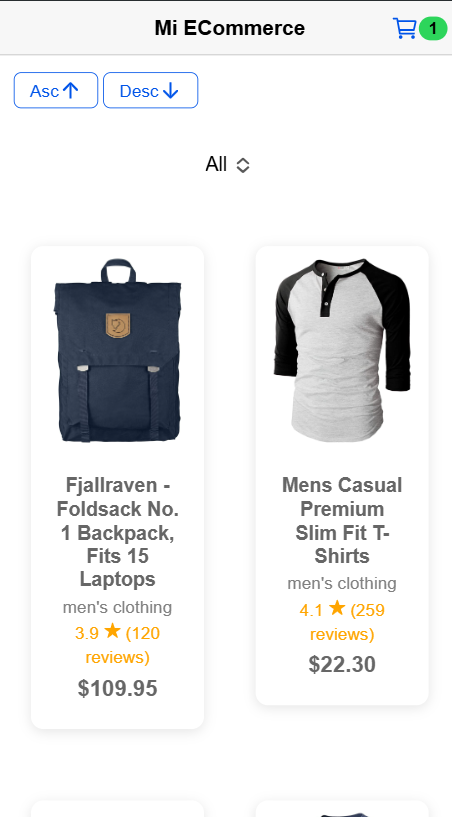 Mi ECommerce
1
Asc
Desc
All
Fjallraven -
Foldsack No.
1 Backpack,
Fits 15
Laptops
men's clothing
3.9 ★ (120
reviews)
$109.95
Mens Casual
Premium
Slim Fit T-
Shirts
men's clothing
4.1 ★ (259
reviews)
$22.30